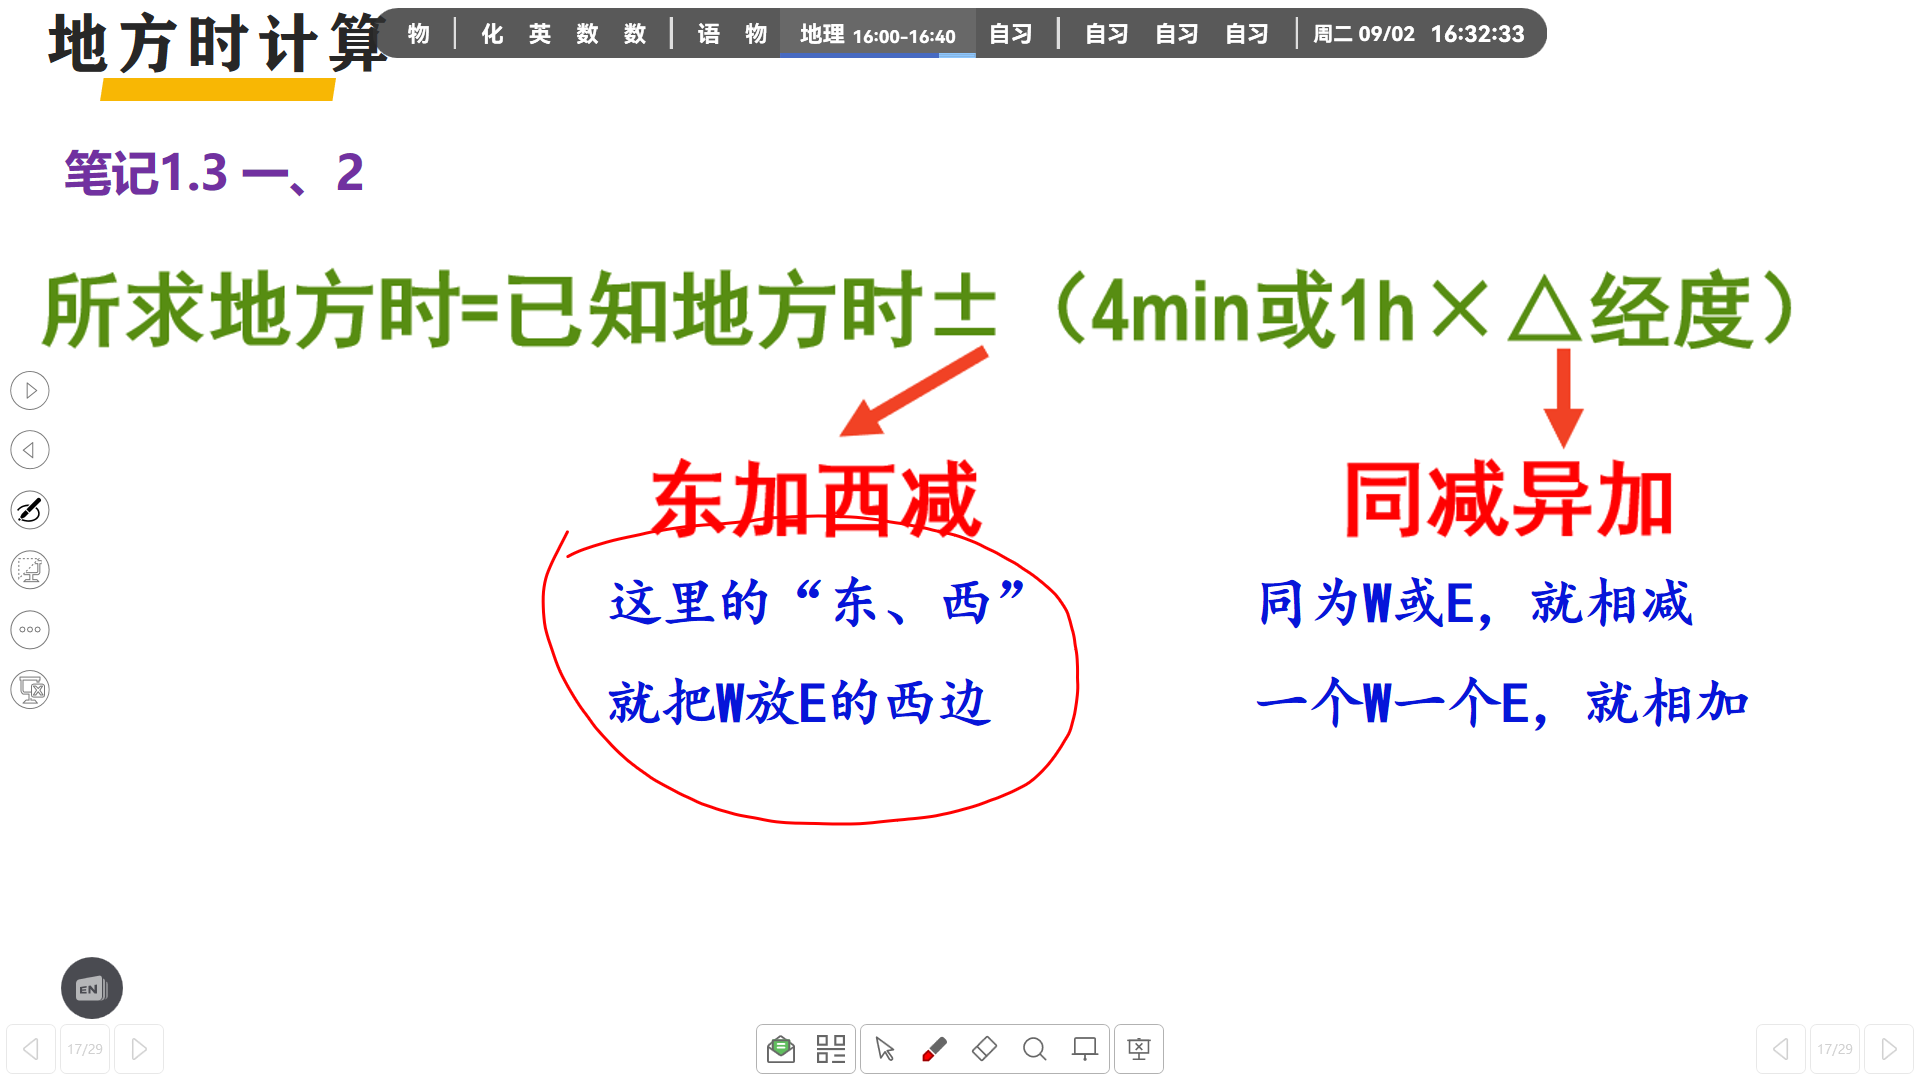 地方时计算
物 | 化 英 数 数 | 语 物 地理 16:00-16:40 自习 | 自习 自习 自习 | 周二 09/02 16:32:33
笔记1.3 一、2
所求地方时=已知地方时±（4min或1h×△经度）
东加西减
同减异加
这里的“东、西”
就把W放E的西边
同为W或E，就相减
一个W一个E，就相加
EN
17/29
17/29